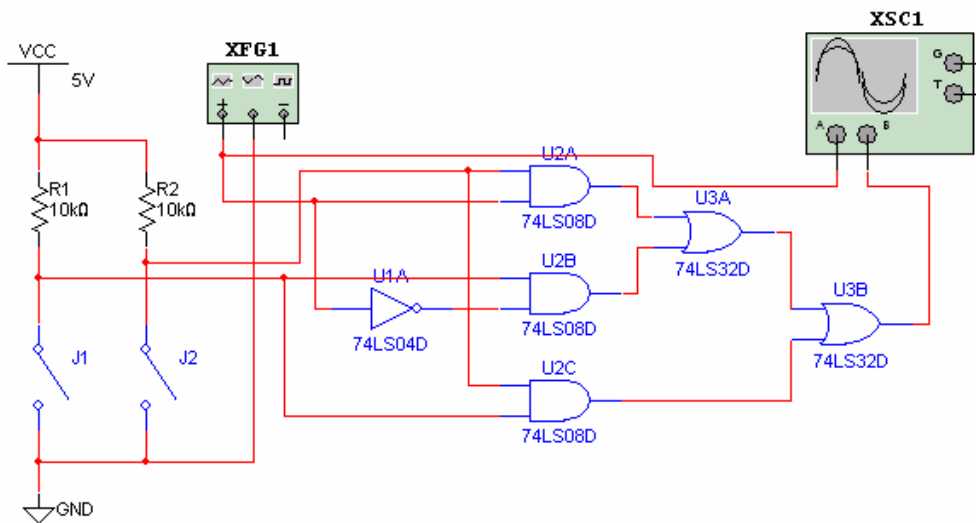 XSC1
XFG1
VCC
5V
G
T
A
B
+
−
R1
10kΩ
R2
10kΩ
U2A
74LS08D
U3A
74LS32D
U1A
74LS04D
U2B
74LS08D
U3B
74LS32D
J1
J2
U2C
74LS08D
GND